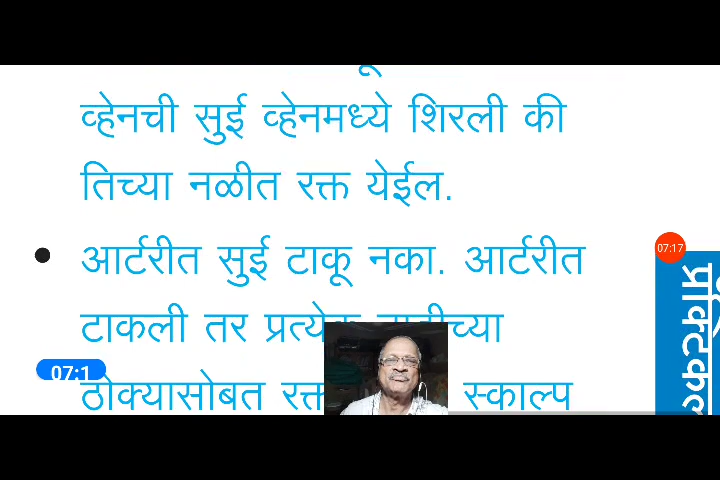 व्हेनची सुई व्हेनमध्ये शिरली की
तिच्या नळीत रक्त येईल.
• आर्टरीत सुई टाकू नका. आर्टरीत
टाकली तर च्या
ठोक्यासोबत रक्त स्काल्प
07:17
07:1
प्रॅक्टिकल